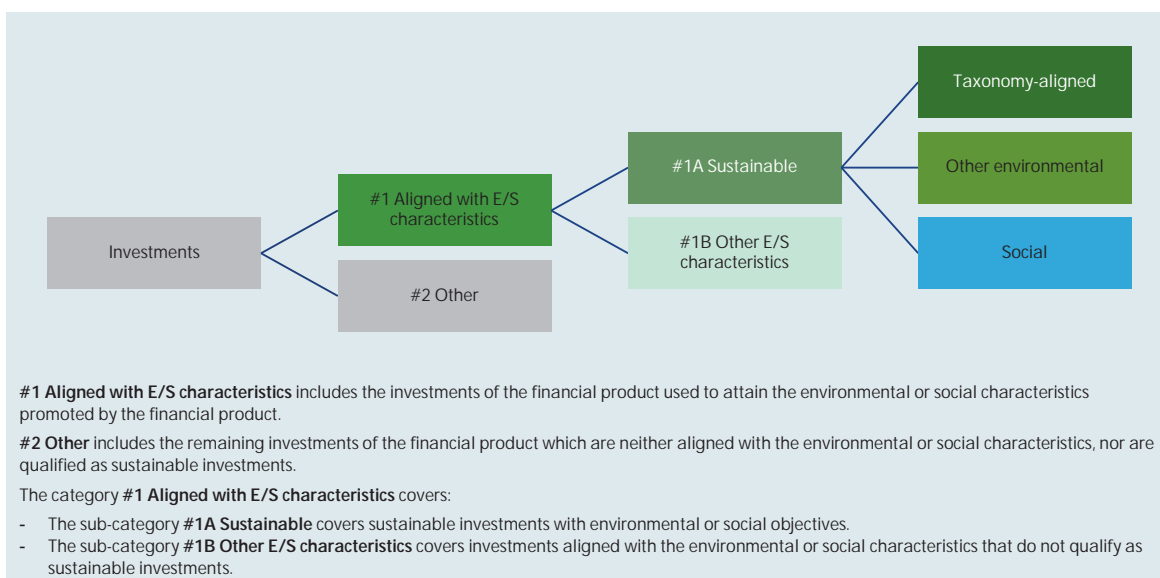 Taxonomy-aligned
#1A Sustainable
Other environmental
#1 Aligned with E/S
characteristics
Investments
#1B Other E/S
characteristics
Social
#2 Other
#1 Aligned with E/S characteristics includes the investments of the financial product used to attain the environmental or social characteristics
promoted by the financial product.
#2 Other includes the remaining investments of the financial product which are neither aligned with the environmental or social characteristics, nor are
qualified as sustainable investments.
The category #1 Aligned with E/S characteristics covers:
- The sub-category #1A Sustainable covers sustainable investments with environmental or social objectives.
- The sub-category #1B Other E/S characteristics covers investments aligned with the environmental or social characteristics that do not qualify as
sustainable investments.